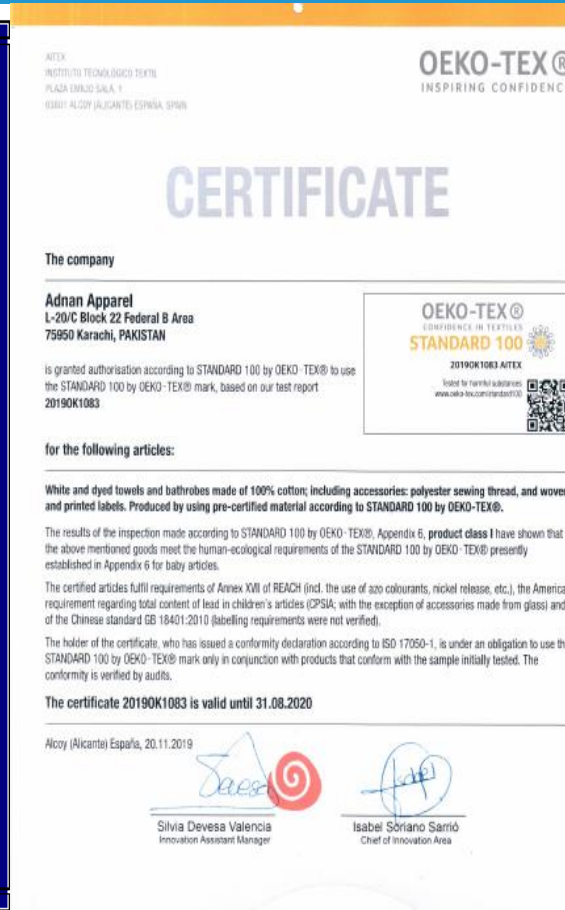 AITEX
INSTITUTO TECNOLÓGICO TEXTIL
PLAZA EMILIO SALA, 1
03801 ALCOY (ALICANTE) ESPAÑA, SPAIN
OEKO-TEX®
INSPIRING CONFIDENC
CERTIFICATE
The company
Adnan Apparel
L-20/C Block 22 Federal B Area
75950 Karachi, PAKISTAN
is granted authorisation according to STANDARD 100 by OEKO-TEX® to use
the STANDARD 100 by OEKO-TEX® mark, based on our test report
2019OK1083
OEKO-TEX®
CONFIDENCE IN TEXTILES
STANDARD 100
2019OK1083 AITEX
Tested for harmful substances
www.oeko-tex.com/standard100
for the following articles:
White and dyed towels and bathrobes made of 100% cotton; including accessories: polyester sewing thread, and woven
and printed labels. Produced by using pre-certified material according to STANDARD 100 by OEKO-TEX®.
The results of the inspection made according to STANDARD 100 by OEKO-TEX®, Appendix 6, product class I have shown that
the above mentioned goods meet the human-ecological requirements of the STANDARD 100 by OEKO-TEX® presently
established in Appendix 6 for baby articles.
The certified articles fulfil requirements of Annex XVII of REACH (incl. the use of azo colourants, nickel release, etc.), the America
requirement regarding total content of lead in children's articles (CPSIA; with the exception of accessories made from glass) and
of the Chinese standard GB 18401:2010 (labelling requirements were not verified).
The holder of the certificate, who has issued a conformity declaration according to ISO 17050-1, is under an obligation to use th
STANDARD 100 by OEKO-TEX® mark only in conjunction with products that conform with the sample initially tested. The
conformity is verified by audits.
The certificate 2019OK1083 is valid until 31.08.2020
Alcoy (Alicante) España, 20.11.2019
Silvia Devesa Valencia
Innovation Assistant Manager
Isabel Soriano Sarrió
Chief of Innovation Area